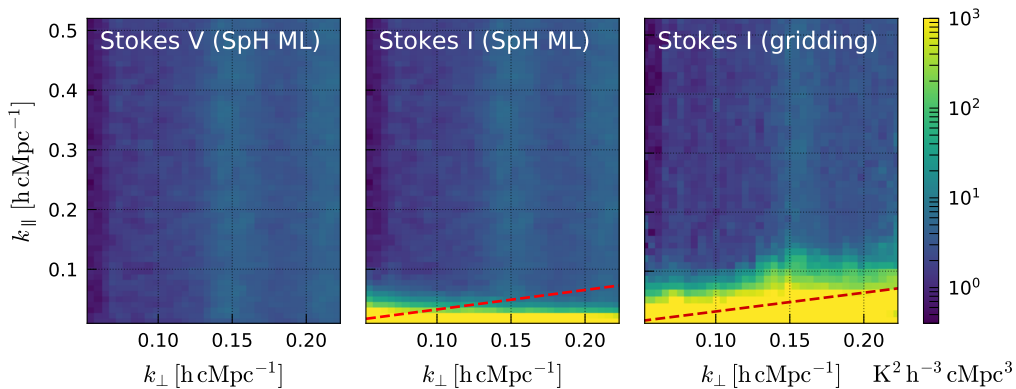 Stokes V (SpH ML)
Stokes I (SpH ML)
Stokes I (gridding)
0.5
0.4
0.3
0.2
0.1
k∥ [h cMpc⁻¹]
0.10 0.15 0.20
0.10 0.15 0.20
0.10 0.15 0.20
k⊥ [h cMpc⁻¹]
k⊥ [h cMpc⁻¹]
k⊥ [h cMpc⁻¹]
10³
10²
10¹
10⁰
K² h⁻³ cMpc³